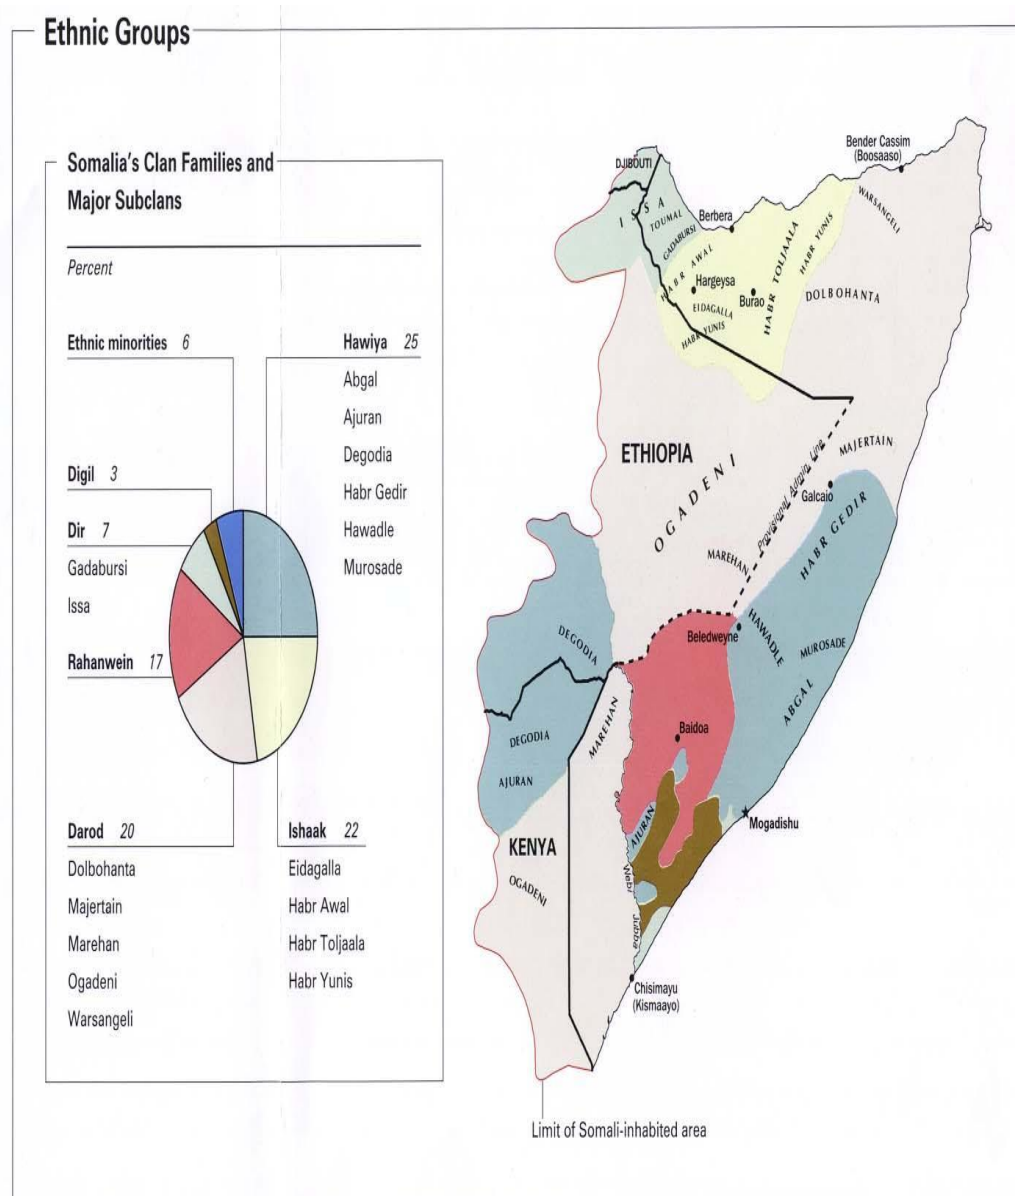 Ethnic Groups
Somalia's Clan Families and
Major Subclans
Percent
Ethnic minorities 6
Hawiya 25
Abgal
Ajuran
Degodia
Habr Gedir
Hawadle
Murosade
Digil 3
Dir 7
Gadabursi
Issa
Rahanwein 17
Darod 20
Dolbohanta
Majertain
Marehan
Ogadeni
Warsangeli
Ishaak 22
Eidagalla
Habr Awal
Habr Toljaala
Habr Yunis
Bender Cassim
(Boosaaso)
DJIBOUTI
ISSA
TOUMAL
GADABURSI
Berbera
WARSANGELI
HABR AWAL
Hargeysa
Burao
HABR TOLJAALA
HABR YUNIS
DOLBOHANTA
EIDAGALLA
HABR YUNIS
ETHIOPIA
OGADENI
Provisional Admin Line
MAJERTAIN
Galcaio
HABR GEDIR
MAREHAN
DEGODIA
Beledweyne
HAWADLE
MUROSADE
ABGAL
MAREHAN
DEGODIA
AJURAN
Baidoa
AJURAN
Mogadishu
KENYA
OGADENI
Webi
Jubba
Chisimayu
(Kismaayo)
Limit of Somali-inhabited area